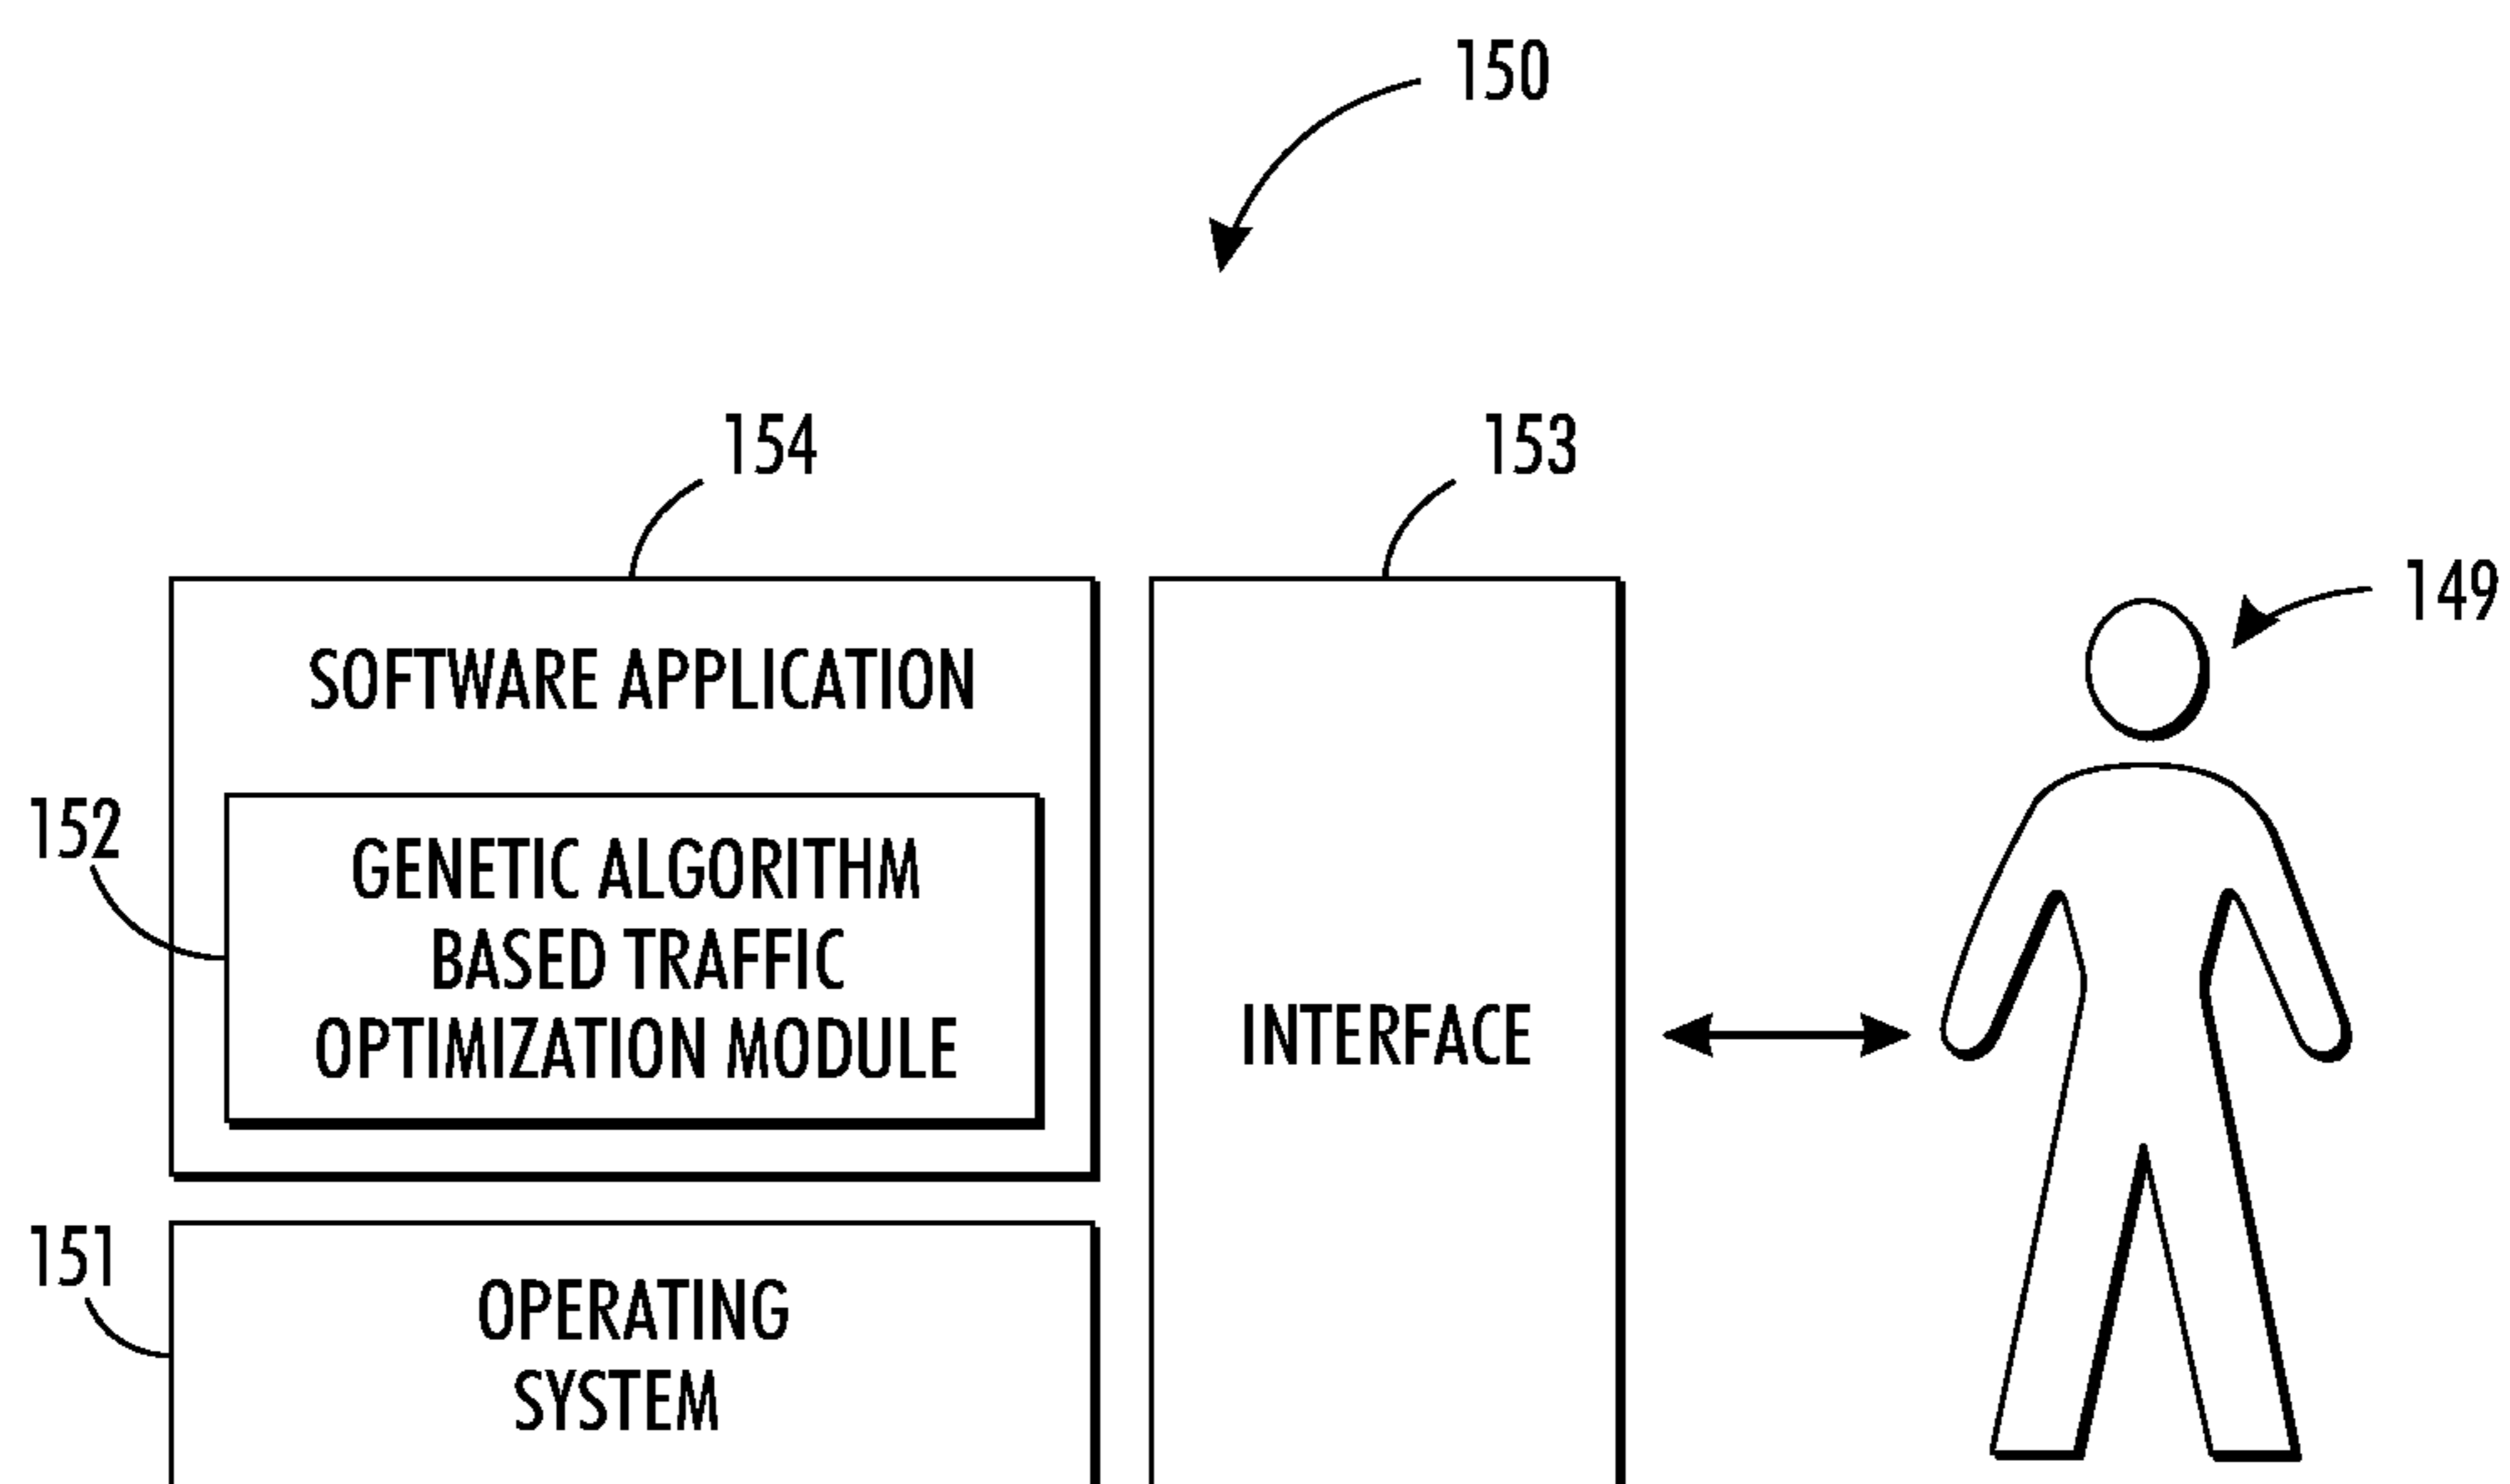 150
154
153
149
SOFTWARE APPLICATION
152
GENETIC ALGORITHM
BASED TRAFFIC
OPTIMIZATION MODULE
INTERFACE
151
OPERATING
SYSTEM